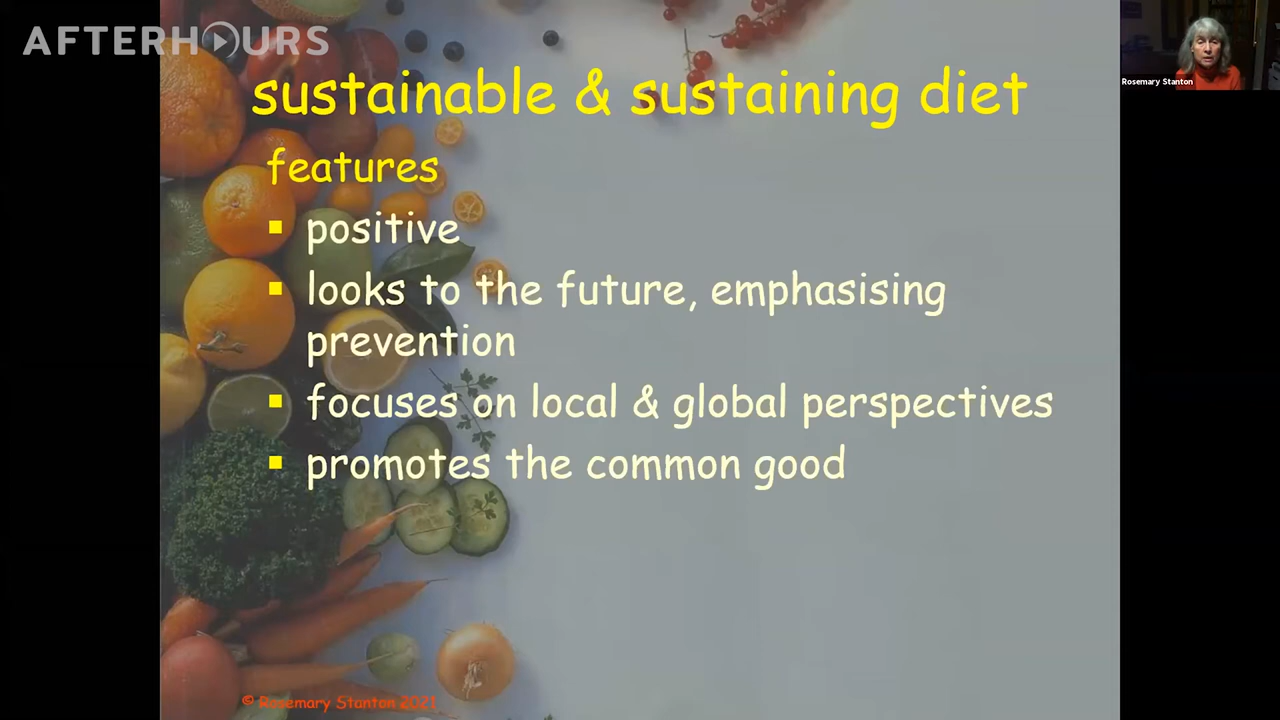 AFTERHOURS
Rosemary Stanton
sustainable & sustaining diet
features
▪ positive
▪ looks to the future, emphasising
prevention
▪ focuses on local & global perspectives
▪ promotes the common good
© Rosemary Stanton 2021